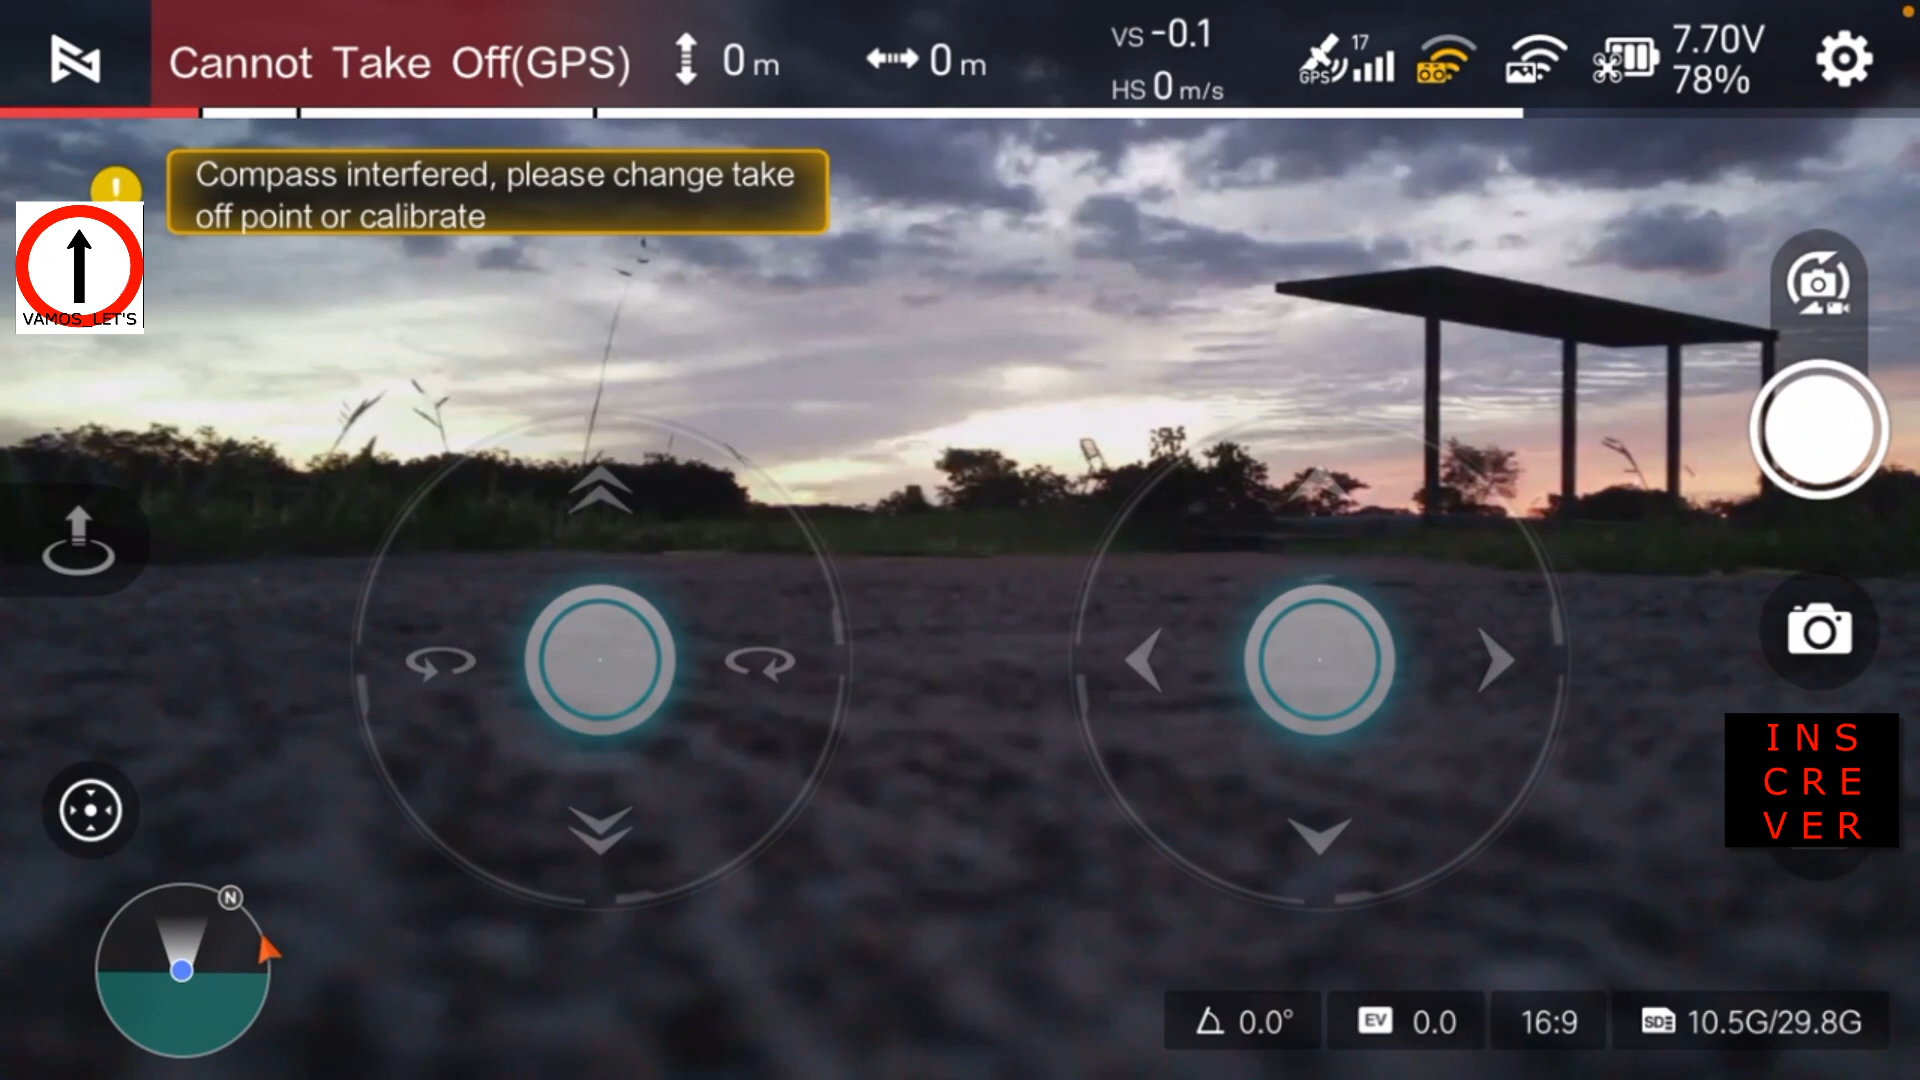 Cannot Take Off(GPS)
0 m
0 m
VS -0.1
HS 0 m/s
GPS
17
7.70V
78%
Compass interfered, please change take
off point or calibrate
VAMOS_LET'S
INS
CRE
VER
N
0.0°
EV 0.0
16:9
SD 10.5G/29.8G